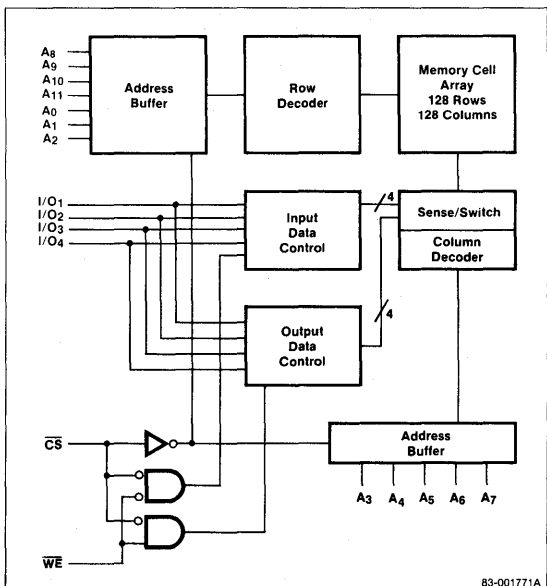 A8
A9
A10
A11
A0
A1
A2
Address
Buffer
Row
Decoder
Memory Cell
Array
128 Rows
128 Columns
I/O1
I/O2
I/O3
I/O4
Input
Data
Control
4
Sense/Switch
Column
Decoder
Output
Data
Control
4
CS
Address
Buffer
A3 A4 A5 A6 A7
WE
83-001771A